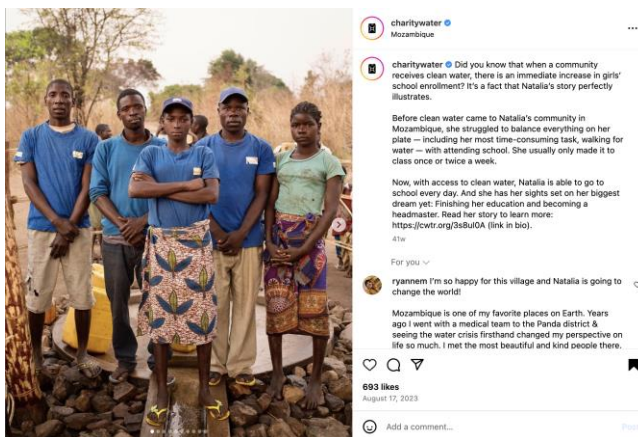 charitywater
Mozambique
charitywater Did you know that when a community
receives clean water, there is an immediate increase in girls'
school enrollment? It's a fact that Natalia's story perfectly
illustrates.
Before clean water came to Natalia's community in
Mozambique, she struggled to balance everything on her
plate — including her most time-consuming task, walking for
water — with attending school. She usually only made it to
class once or twice a week.
Now, with access to clean water, Natalia is able to go to
school every day. And she has her sights set on her biggest
dream yet: Finishing her education and becoming a
headmaster. Read her story to learn more:
https://cwtr.org/3s8uI0A (link in bio).
41w
For you
ryannem I'm so happy for this village and Natalia is going to
change the world!
Mozambique is one of my favorite places on Earth. Years
ago I went with a medical team to the Panda district &
seeing the water crisis firsthand changed my perspective on
life so much. I met the most beautiful and kind people there.
693 likes
August 17, 2023
Add a comment...
Post